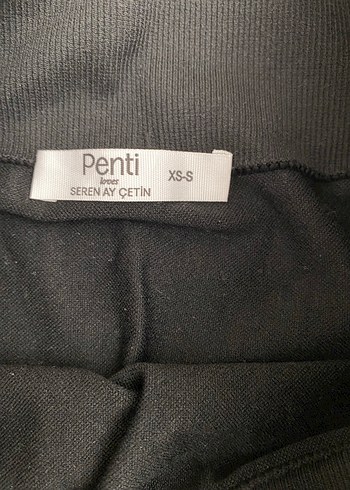 Penti
loves
SEREN AY ÇETİN
XS-S